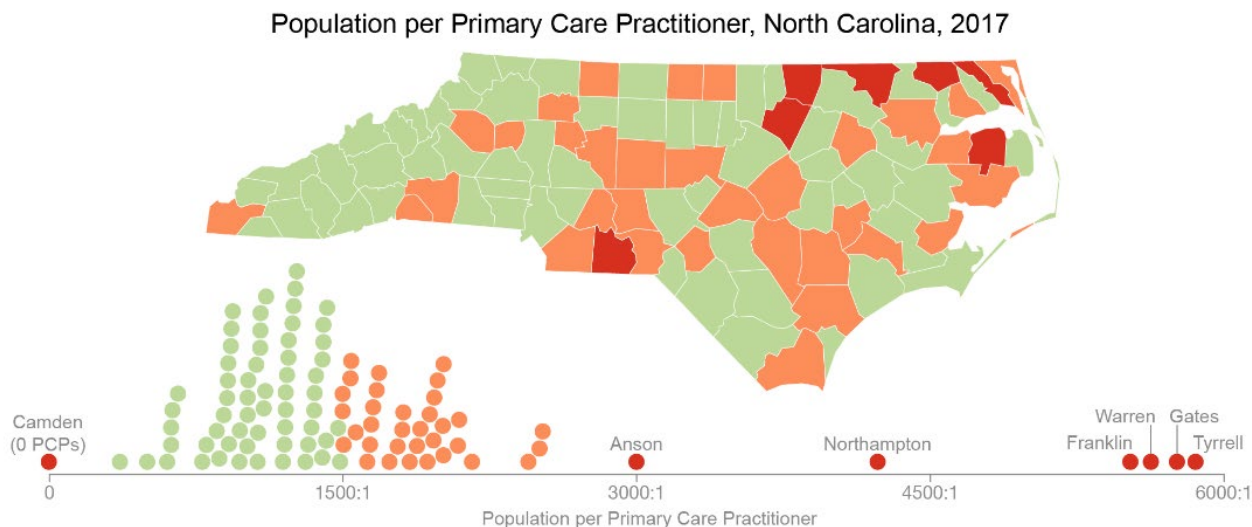 Population per Primary Care Practitioner, North Carolina, 2017
Camden
(0 PCPs)
Anson
Northampton
Warren
Gates
Franklin
Tyrrell
0
1500:1
3000:1
4500:1
6000:1
Population per Primary Care Practitioner